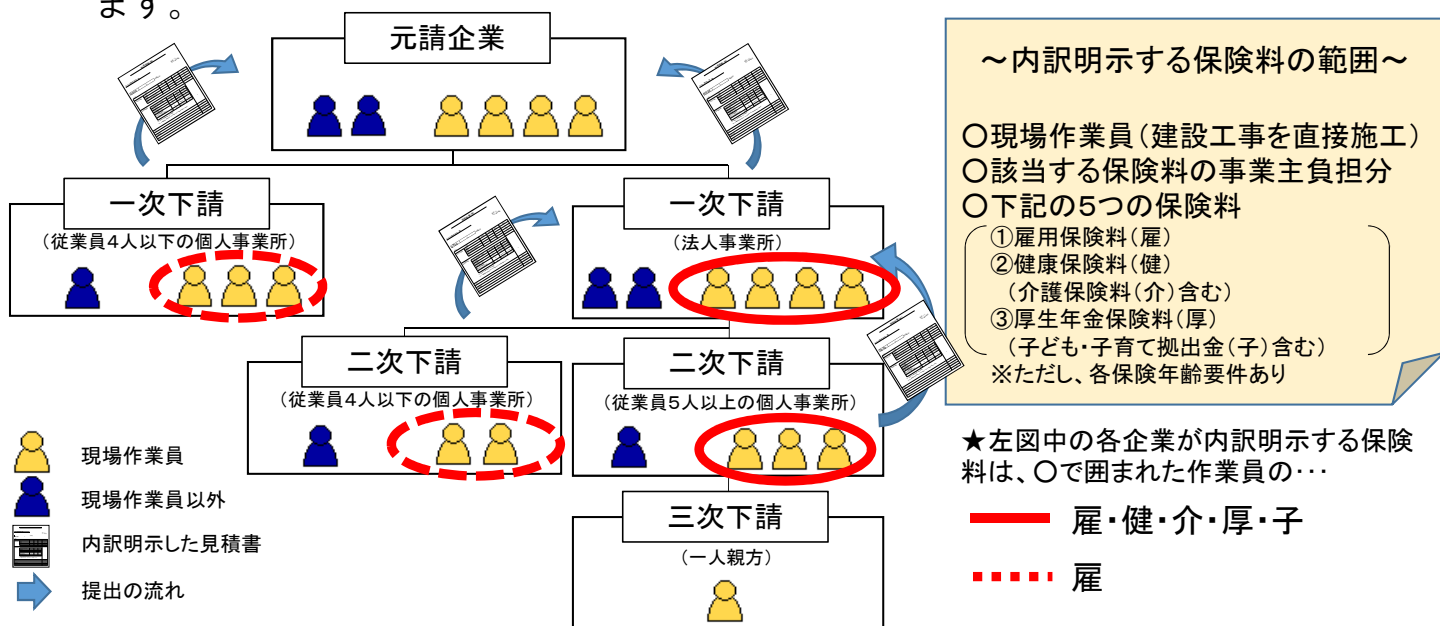 ます。
元請企業
一次下請
(従業員4人以下の個人事業所)
一次下請
(法人事業所)
二次下請
(従業員4人以下の個人事業所)
二次下請
(従業員5人以上の個人事業所)
三次下請
(一人親方)
現場作業員
現場作業員以外
内訳明示した見積書
提出の流れ
～内訳明示する保険料の範囲～
○現場作業員(建設工事を直接施工)
○該当する保険料の事業主負担分
○下記の5つの保険料
①雇用保険料(雇)
②健康保険料(健)
(介護保険料(介)含む)
③厚生年金保険料(厚)
(子ども・子育て拠出金(子)含む)
※ただし、各保険年齢要件あり
★左図中の各企業が内訳明示する保険
料は、○で囲まれた作業員の…
雇・健・介・厚・子
雇